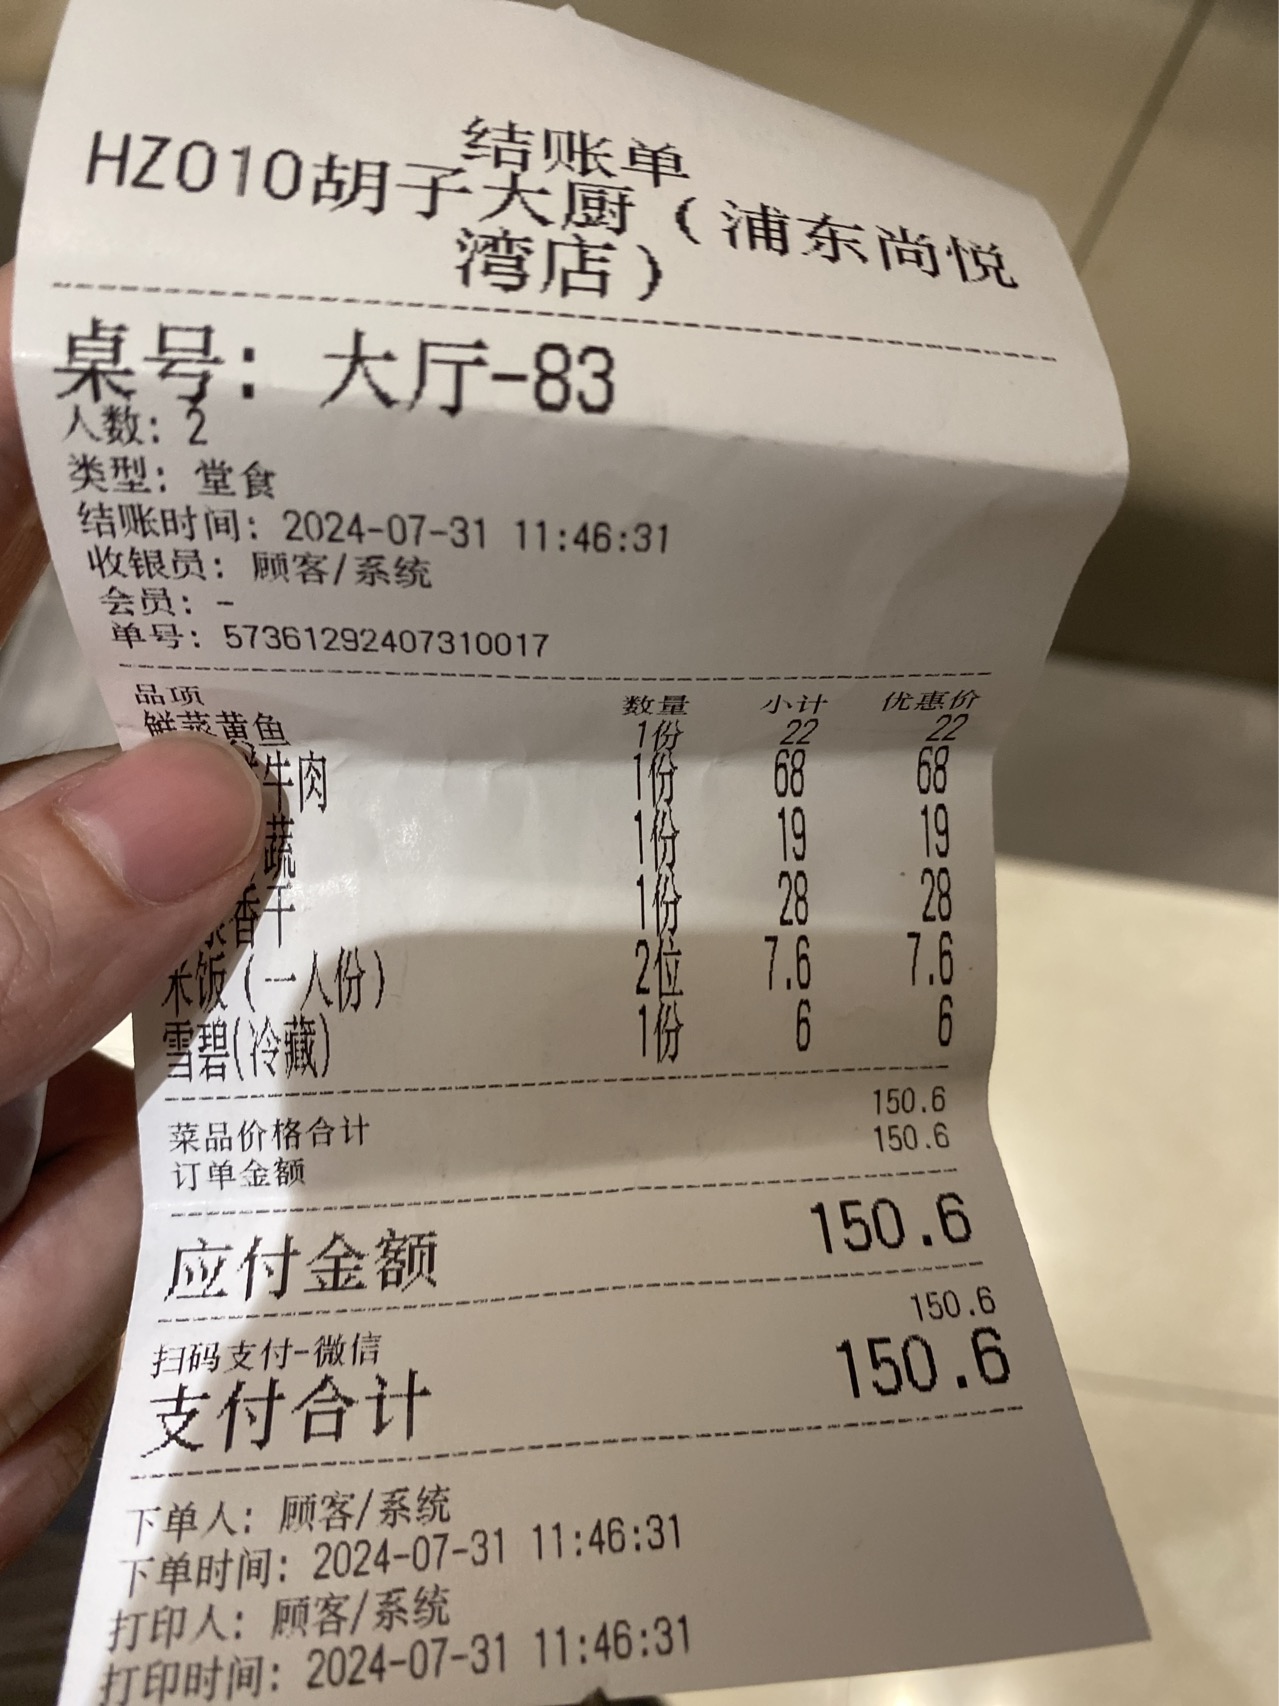 结账单
HZ010胡子大厨(浦东尚悦
湾店)
桌号: 大厅-83
人数: 2
类型: 堂食
结账时间: 2024-07-31 11:46:31
收银员: 顾客/系统
会员: -
单号: 57361292407310017
品项 数量 小计 优惠价
鲜蒸黄鱼 1份 22 22
牛肉 1份 68 68
蔬 1份 19 19
香干 1份 28 28
米饭(一人份) 2位 7.6 7.6
雪碧(冷藏) 1份 6 6
菜品价格合计 150.6
订单金额 150.6
应付金额 150.6
扫码支付-微信 150.6
支付合计 150.6
下单人: 顾客/系统
下单时间: 2024-07-31 11:46:31
打印人: 顾客/系统
打印时间: 2024-07-31 11:46:31